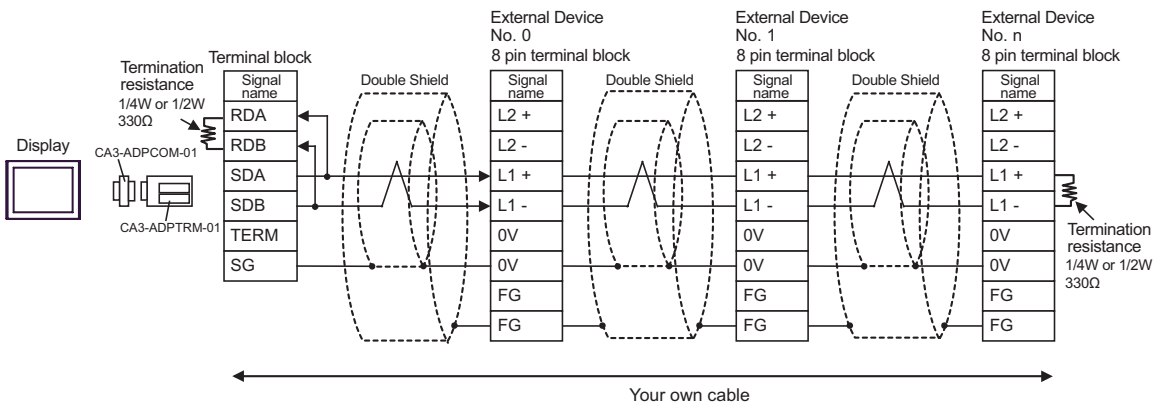 Display
CA3-ADPCOM-01
CA3-ADPTRM-01
Termination
resistance
1/4W or 1/2W
330Ω
Terminal block
Signal
name
RDA
RDB
SDA
SDB
TERM
SG
Double Shield
External Device
No. 0
8 pin terminal block
Signal
name
L2 +
L2 -
L1 +
L1 -
0V
0V
FG
FG
Double Shield
External Device
No. 1
8 pin terminal block
Signal
name
L2 +
L2 -
L1 +
L1 -
0V
0V
FG
FG
Double Shield
External Device
No. n
8 pin terminal block
Signal
name
L2 +
L2 -
L1 +
L1 -
0V
0V
FG
FG
Termination
resistance
1/4W or 1/2W
330Ω
Your own cable